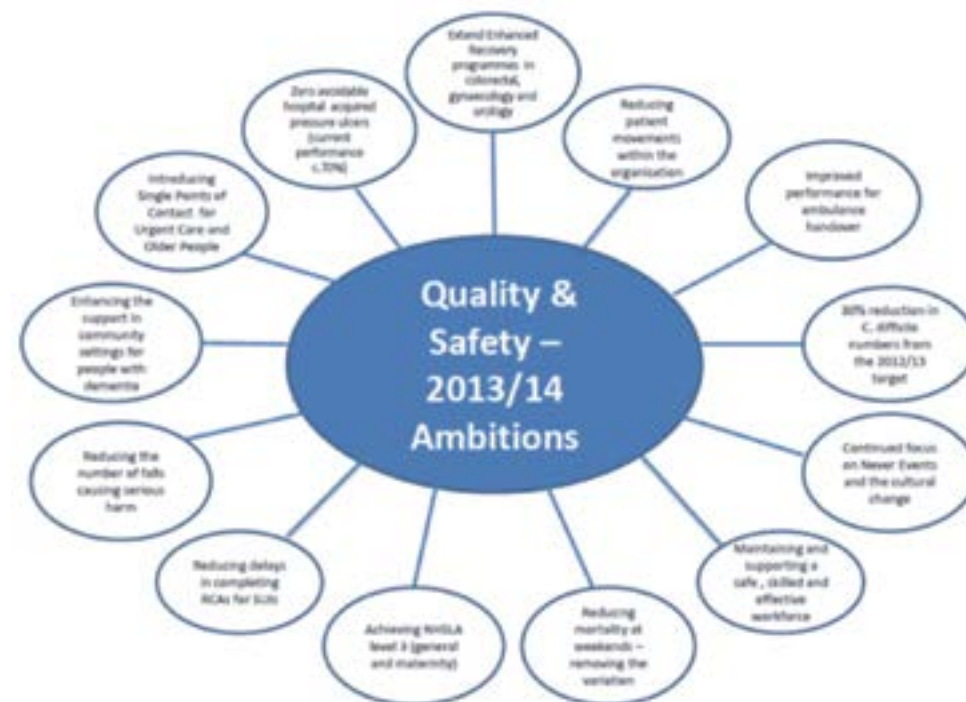 Quality &
Safety –
2013/14
Ambitions
Extend Enhanced
Recovery
programmes in
colorectal,
gynaecology and
urology
Reducing
patient
movements
within the
organisation
Improved
performance for
ambulance
handover
30% reduction in
C. difficile
numbers from
the 2012/13
target
Continued focus
on Never Events
and the cultural
change
Maintaining and
supporting a
safe , skilled and
effective
workforce
Reducing
mortality at
weekends –
removing the
variation
Achieving NHSLA
level 3 (general
and maternity)
Reducing delays
in completing
RCAs for SUIs
Reducing the
number of falls
causing serious
harm
Enhancing the
support in
community
settings for
people with
dementia
Introducing
Single Points of
Contact for
Urgent Care and
Older People
Zero avoidable
hospital acquired
pressure ulcers
(current
performance
c.70%)